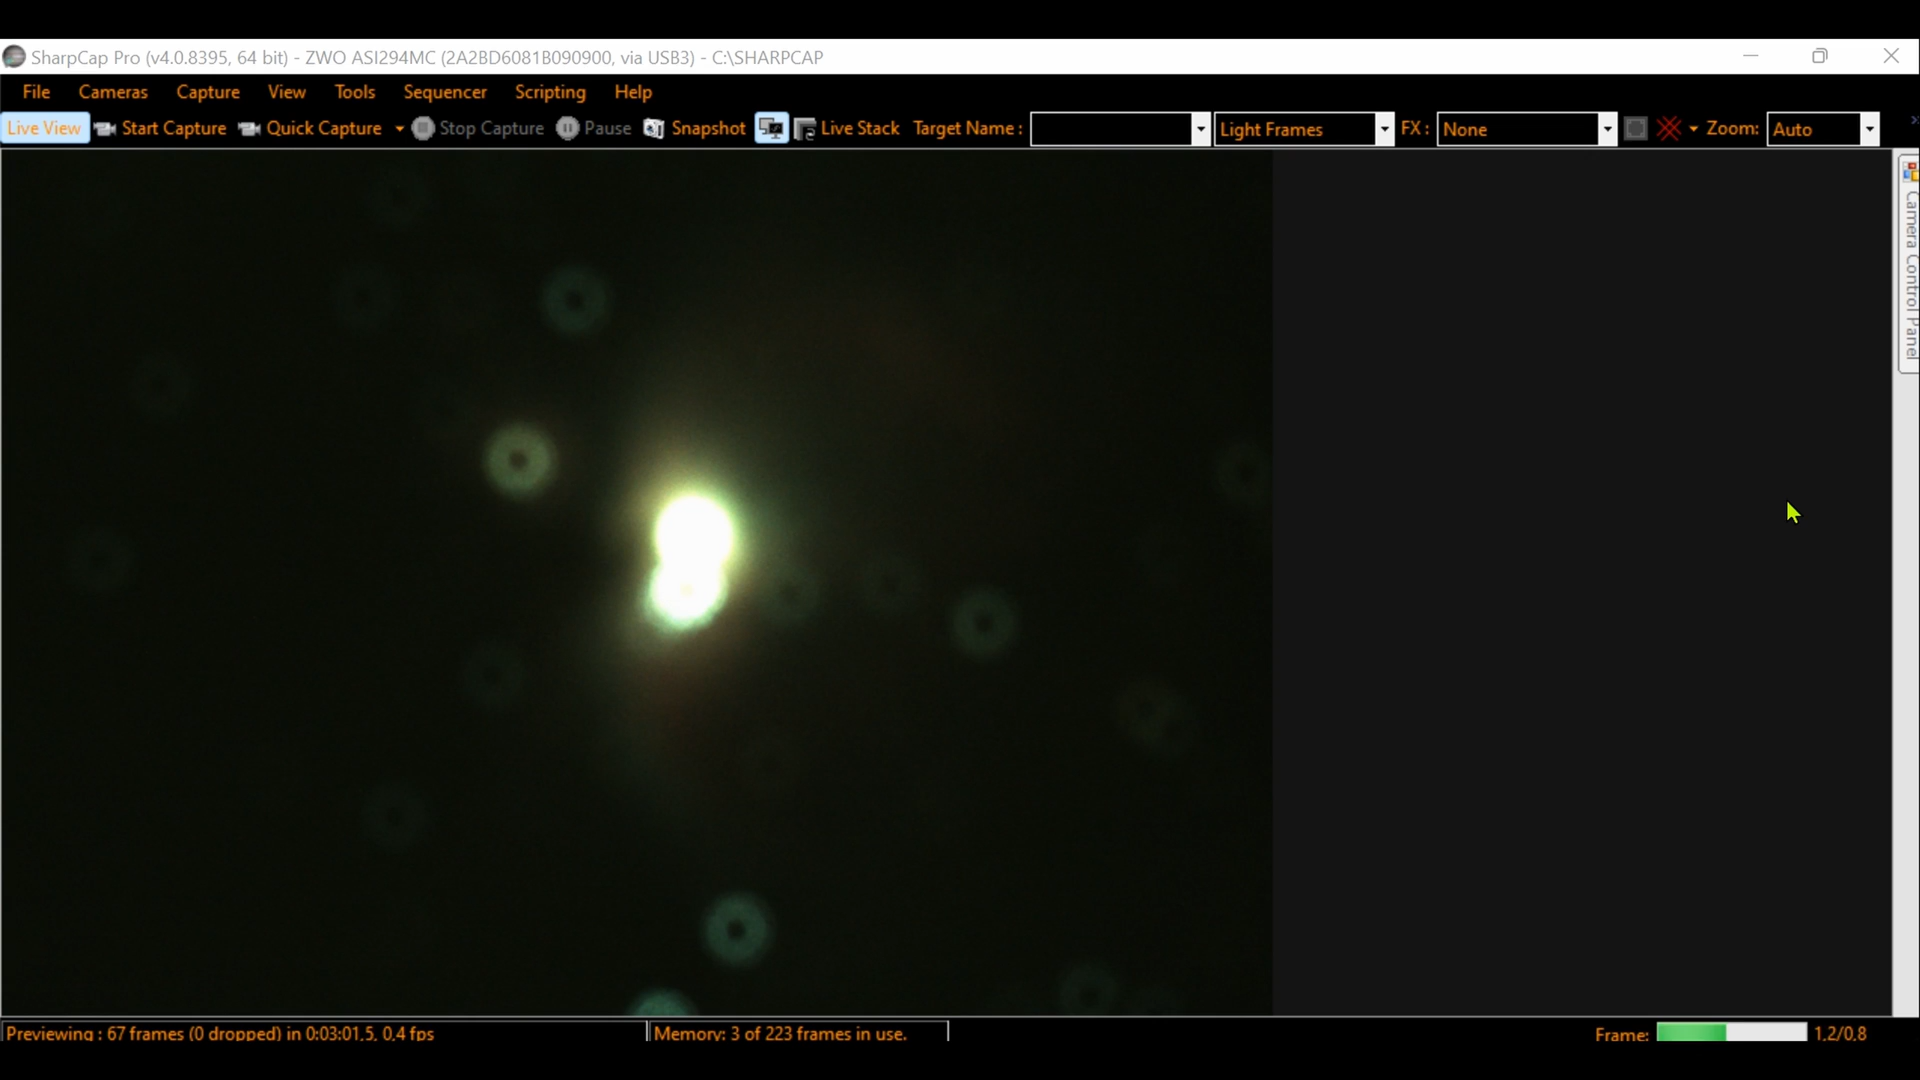 SharpCap Pro (v4.0.8395, 64 bit) - ZWO ASI294MC (2A2BD6081B090900, via USB3) - C:\SHARPCAP
File Cameras Capture View Tools Sequencer Scripting Help
Live View Start Capture Quick Capture Stop Capture Pause Snapshot Live Stack Target Name : Light Frames FX : None Zoom: Auto »
Camera Control Panel
Previewing : 67 frames (0 dropped) in 0:03:01,5, 0,4 fps Memory: 3 of 223 frames in use. Frame: 1,2/0,8